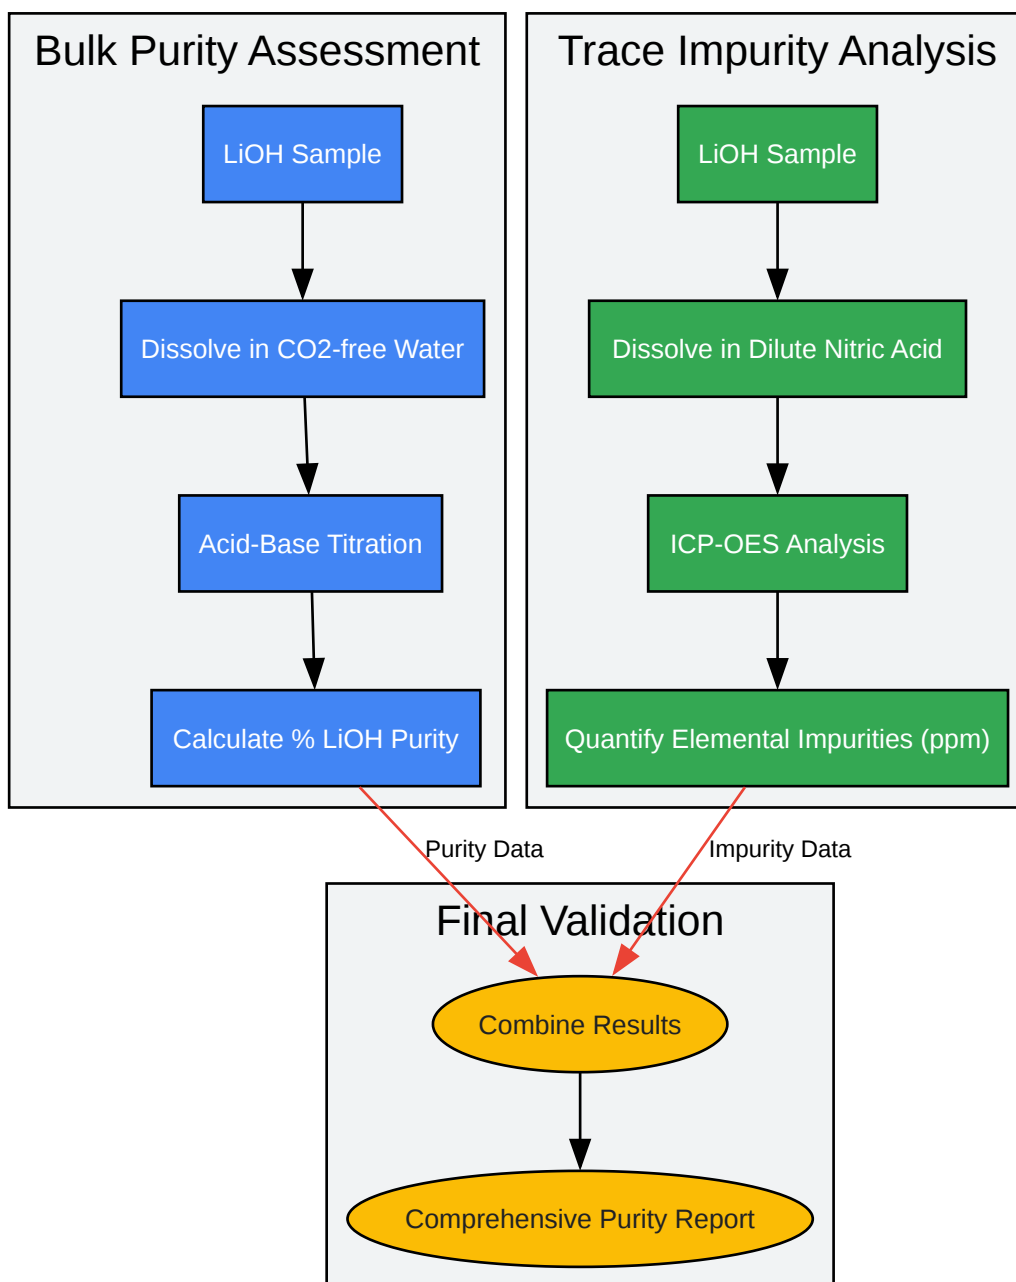 Bulk Purity Assessment
LiOH Sample
Dissolve in CO2-free Water
Acid-Base Titration
Calculate % LiOH Purity
Trace Impurity Analysis
LiOH Sample
Dissolve in Dilute Nitric Acid
ICP-OES Analysis
Quantify Elemental Impurities (ppm)
Purity Data
Impurity Data
Final Validation
Combine Results
Comprehensive Purity Report